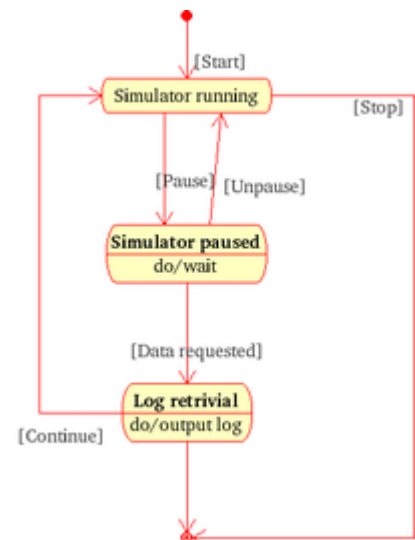 [Start]
Simulator running
[Stop]
[Pause]
[Unpause]
Simulator paused
do/wait
[Data requested]
Log retrivial
do/output log
[Continue]